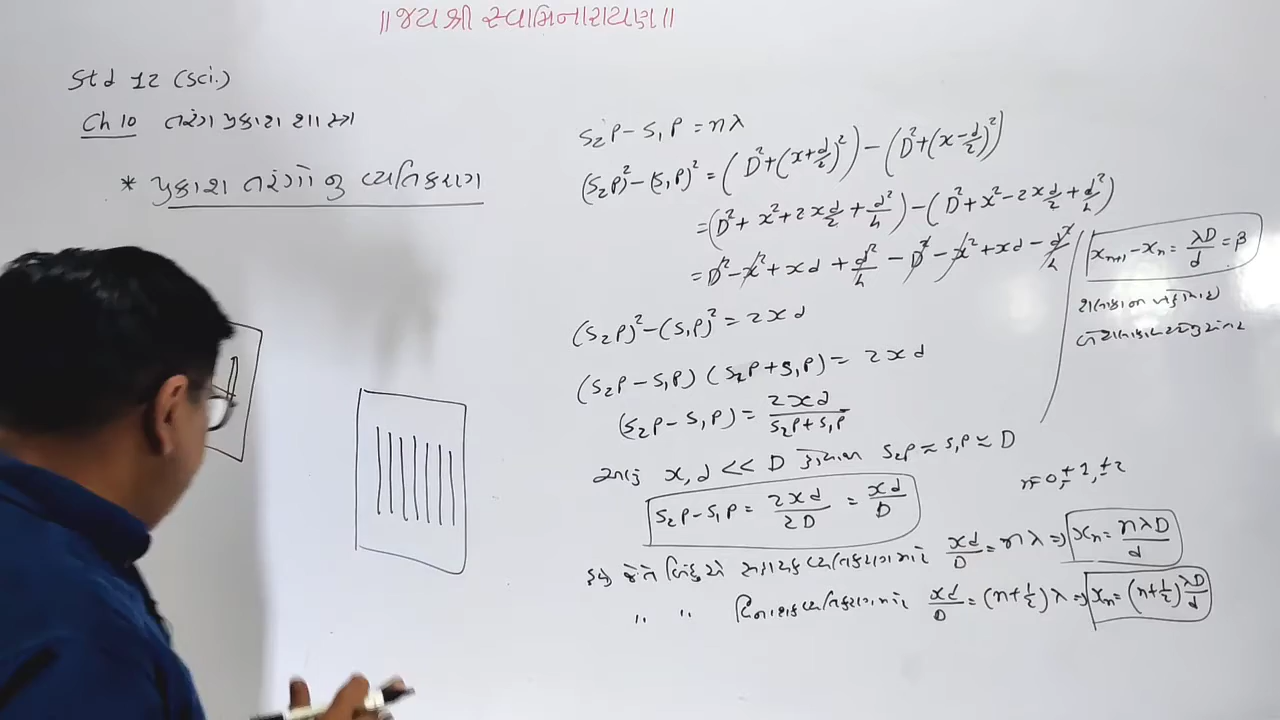 ॥ જય શ્રી સ્વામિનારાયણ ॥
Std 12 (Sci.)
Ch 10 તરંગ પ્રકાશ શાસ્ત્ર
* પ્રકાશ તરંગોનું વ્યતિકરણ
S₂P - S₁P = nλ
(S₂P)² - (S₁P)² = (D² + (x + d/2)²) - (D² + (x - d/2)²)
= (D² + x² + 2x d/2 + d²/4) - (D² + x² - 2x d/2 + d²/4)
= D² - x² + xd + d²/4 - D² - x² + xd - d²/4
(S₂P)² - (S₁P)² = 2xd
(S₂P - S₁P) (S₂P + S₁P) = 2xd
(S₂P - S₁P) = 2xd / S₂P + S₁P
x, d << D S₂P ≈ S₁P ≃ D
S₂P - S₁P = 2xd / 2D = xd / D
n = 0, ± 1, ± 2
સહાયક વ્યતિકરણ માટે xd/D = nλ ⇒ xₙ = nλD / d
" " વિનાશક વ્યતિકરણ માટે xd/D = (n + 1/2) λ ⇒ xₙ = (n + 1/2) λD/d
xₙ₊₁ - xₙ = λD/d = β